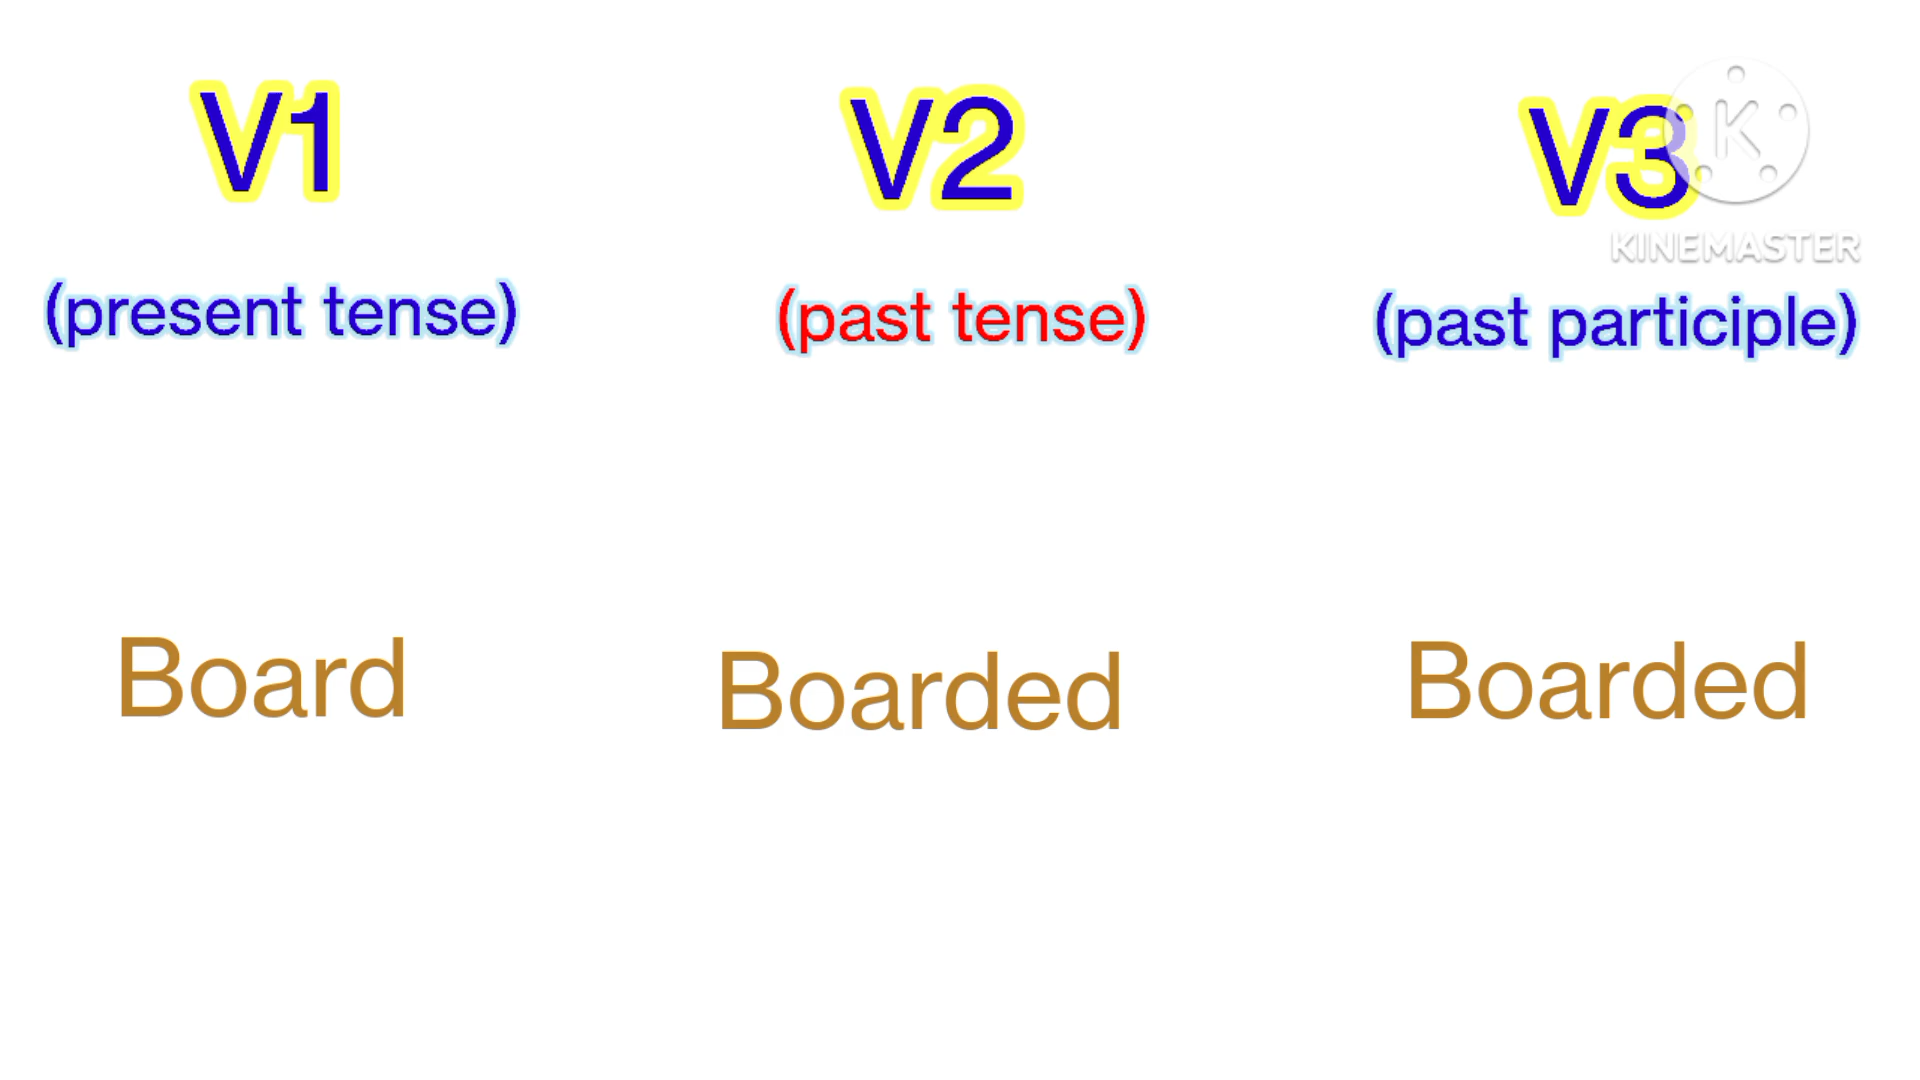 V1 V2 V3
K
KINEMASTER
(present tense) (past tense) (past participle)
Board Boarded Boarded